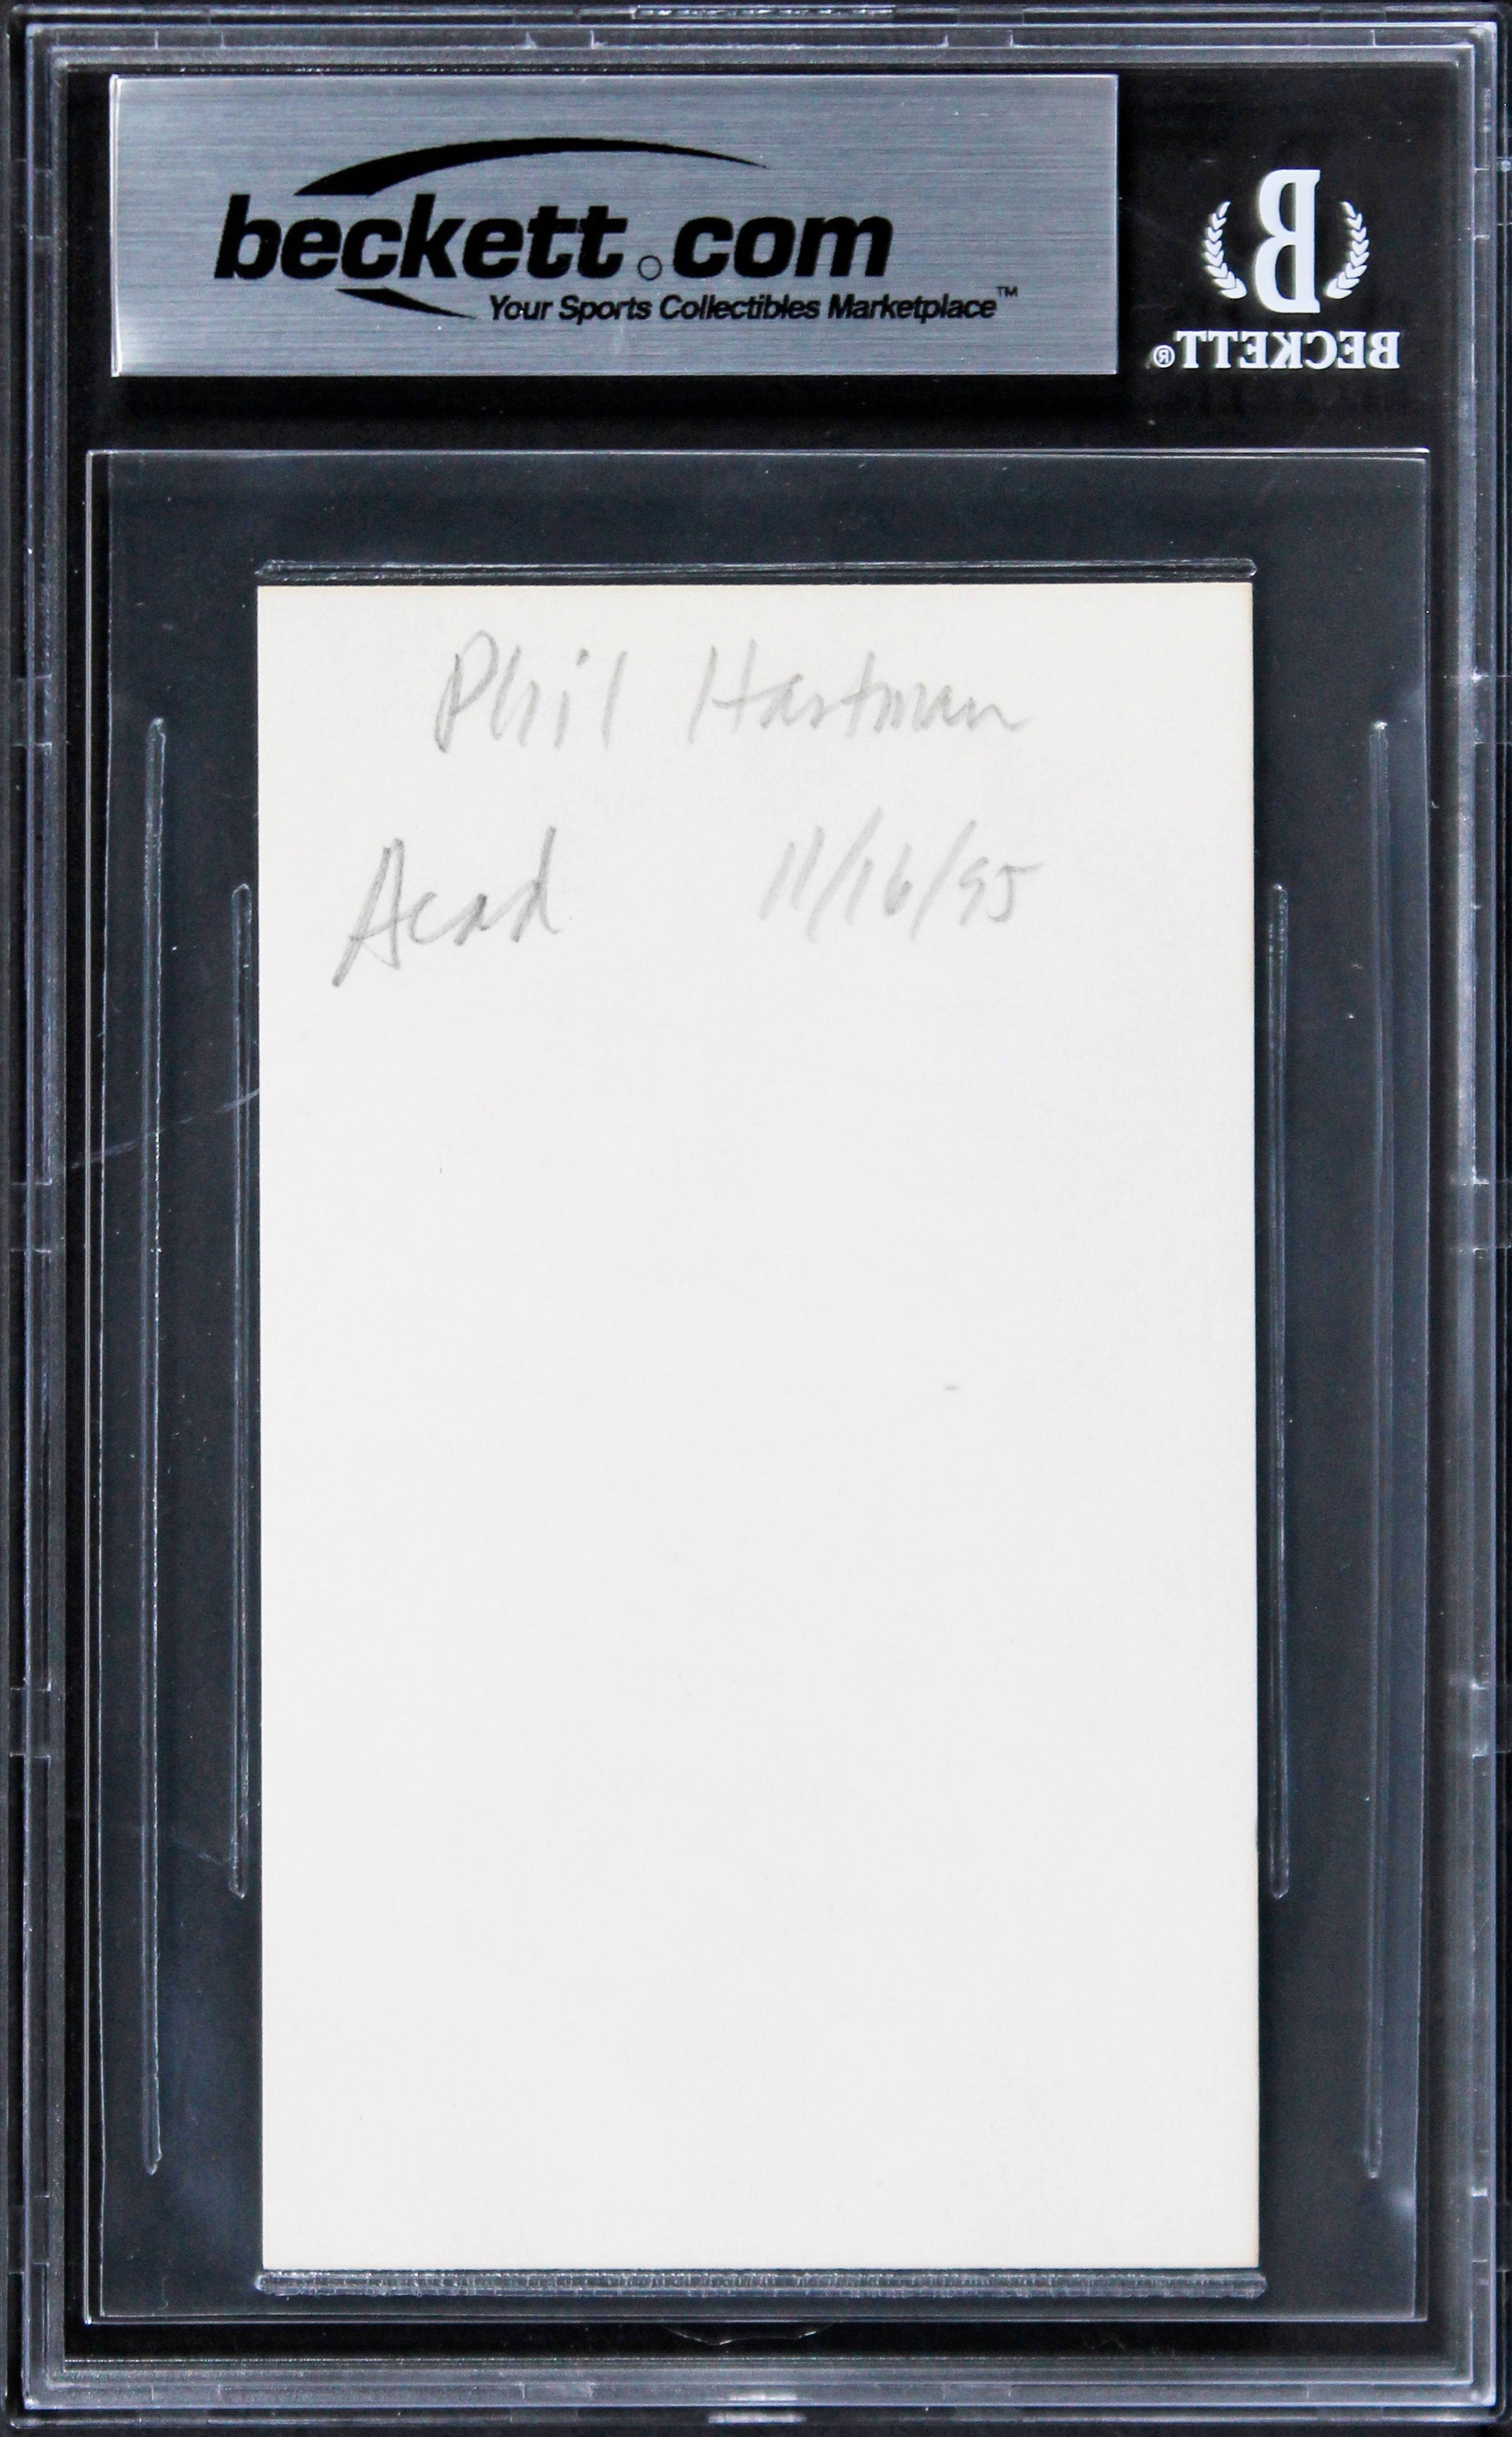 beckett.com
Your Sports Collectibles Marketplace™
B
BECKETT®
Phil Hartman
Acad 11/16/95